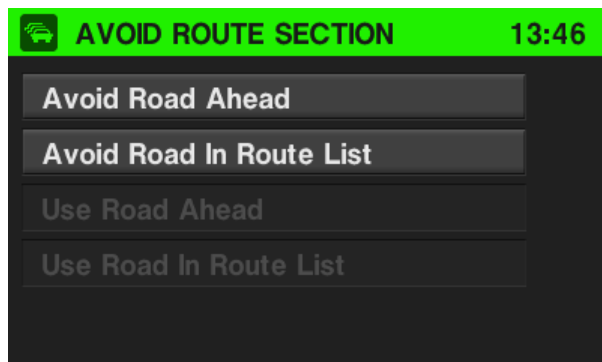 AVOID ROUTE SECTION 13:46
Avoid Road Ahead
Avoid Road In Route List
Use Road Ahead
Use Road In Route List